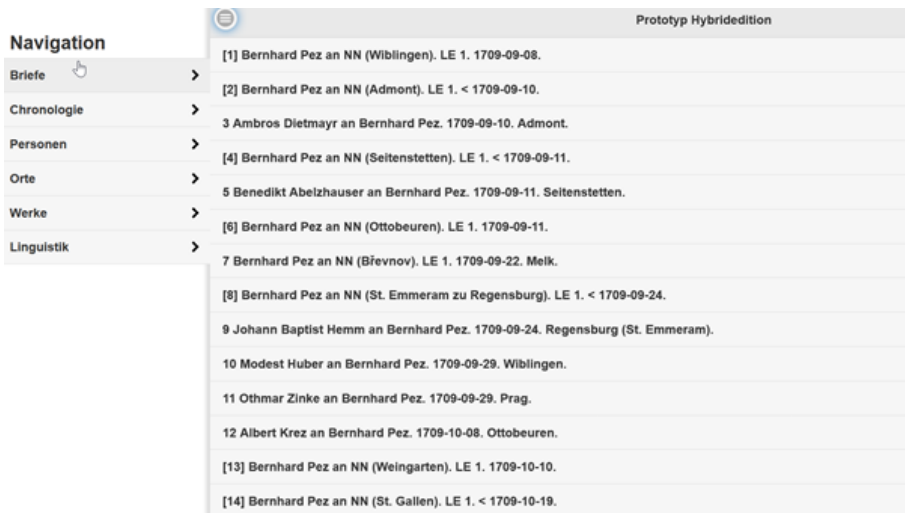 Prototyp Hybridedition
Navigation
Briefe
Chronologie
Personen
Orte
Werke
Linguistik
[1] Bernhard Pez an NN (Wiblingen). LE 1. 1709-09-08.
[2] Bernhard Pez an NN (Admont). LE 1. < 1709-09-10.
3 Ambros Dietmayr an Bernhard Pez. 1709-09-10. Admont.
[4] Bernhard Pez an NN (Seitenstetten). LE 1. < 1709-09-11.
5 Benedikt Abelzhauser an Bernhard Pez. 1709-09-11. Seitenstetten.
[6] Bernhard Pez an NN (Ottobeuren). LE 1. 1709-09-11.
7 Bernhard Pez an NN (Břevnov). LE 1. 1709-09-22. Melk.
[8] Bernhard Pez an NN (St. Emmeram zu Regensburg). LE 1. < 1709-09-24.
9 Johann Baptist Hemm an Bernhard Pez. 1709-09-24. Regensburg (St. Emmeram).
10 Modest Huber an Bernhard Pez. 1709-09-29. Wiblingen.
11 Othmar Zinke an Bernhard Pez. 1709-09-29. Prag.
12 Albert Krez an Bernhard Pez. 1709-10-08. Ottobeuren.
[13] Bernhard Pez an NN (Weingarten). LE 1. 1709-10-10.
[14] Bernhard Pez an NN (St. Gallen). LE 1. < 1709-10-19.